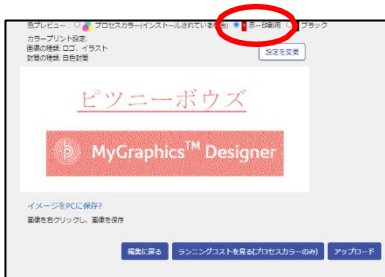 色プレビュー: プロセスカラー(インストールされている場合) 赤一印刷用 ブラック
カラープリント設定:
画像の種類 ロゴ、イラスト
封筒の種類 白色封筒
設定を変更
ピツニーボウズ
MyGraphics™ Designer
イメージをPCに保存?
画像を右クリックし、画像を保存
編集に戻る ランニングコストを見る(プロセスカラーのみ) アップロード